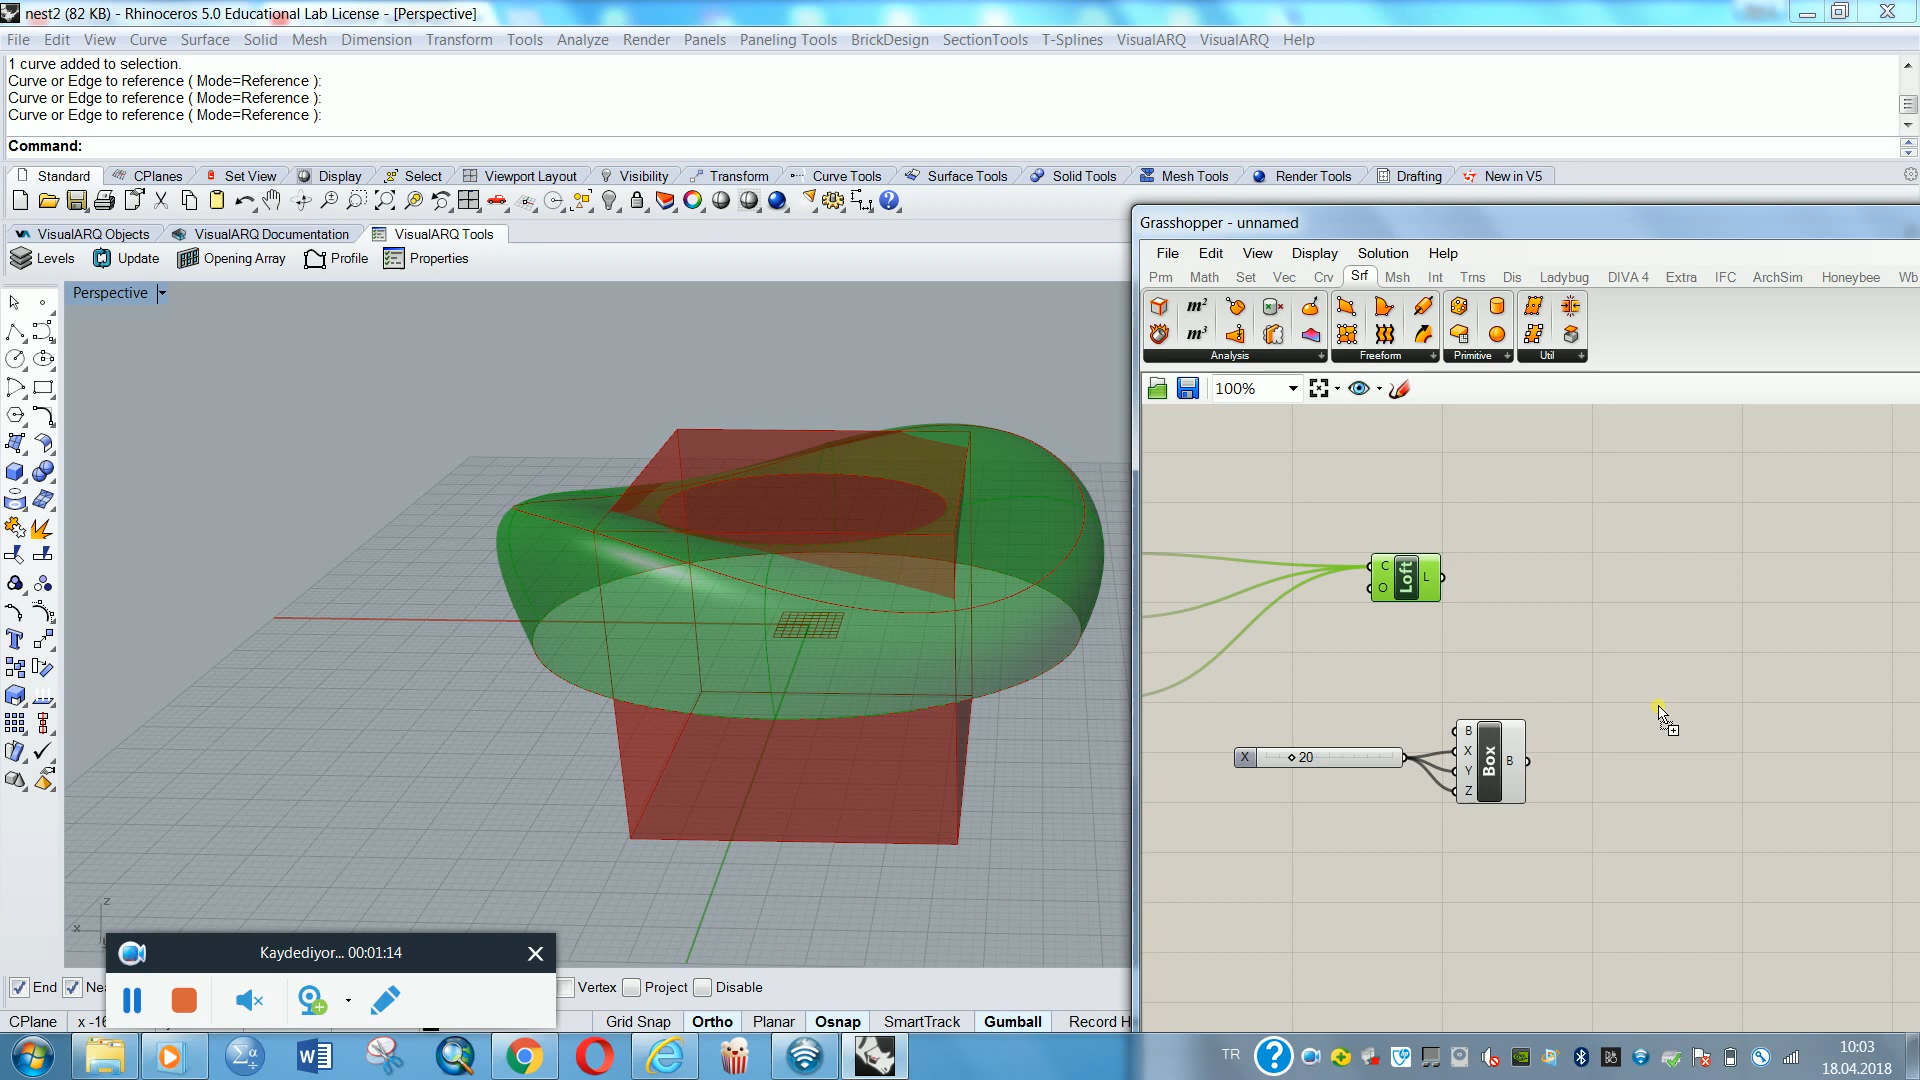 nest2 (82 KB) - Rhinoceros 5.0 Educational Lab License - [Perspective]
File Edit View Curve Surface Solid Mesh Dimension Transform Tools Analyze Render Panels Paneling Tools BrickDesign SectionTools T-Splines VisualARQ VisualARQ Help
1 curve added to selection.
Curve or Edge to reference ( Mode=Reference ):
Curve or Edge to reference ( Mode=Reference ):
Curve or Edge to reference ( Mode=Reference ):
Command:
Standard CPlanes Set View Display Select Viewport Layout Visibility Transform Curve Tools Surface Tools Solid Tools Mesh Tools Render Tools Drafting New in V5
VisualARQ Objects VisualARQ Documentation VisualARQ Tools
Levels Update Opening Array Profile Properties
Perspective
Grasshopper - unnamed
File Edit View Display Solution Help
Prm Math Set Vec Crv Srf Msh Int Trns Dis Ladybug DIVA 4 Extra IFC ArchSim Honeybee Wb
m² m³
Analysis Freeform Primitive Util
100%
C O Loft L
X 20
B X Y Z Box B
z
x
Kaydediyor... 00:01:14
End Ne Vertex Project Disable
CPlane x -16 Grid Snap Ortho Planar Osnap SmartTrack Gumball Record H
TR
10:03
18.04.2018